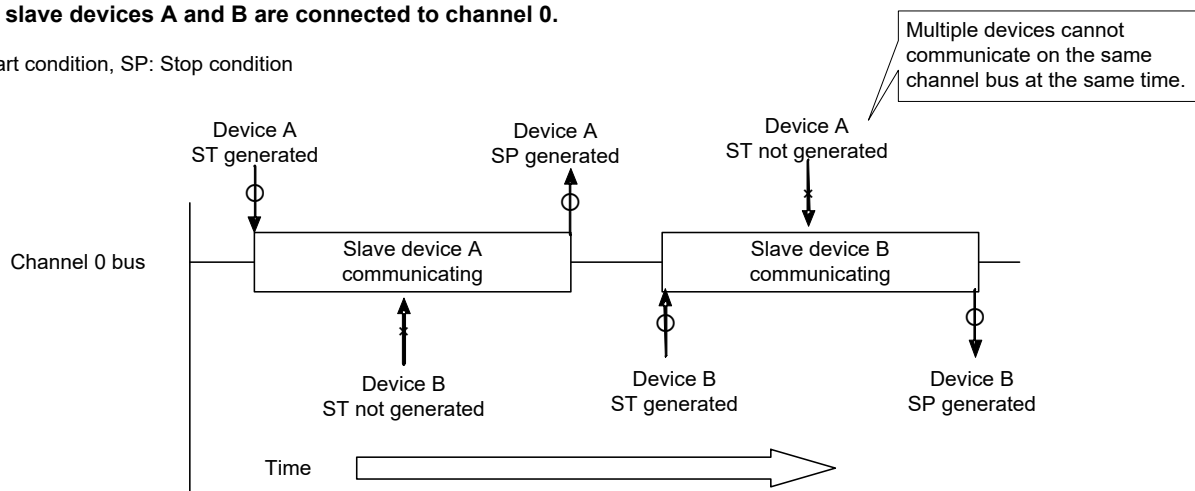 slave devices A and B are connected to channel 0.
art condition, SP: Stop condition
Multiple devices cannot
communicate on the same
channel bus at the same time.
Device A
ST generated
Device A
SP generated
Device A
ST not generated
Channel 0 bus
Slave device A
communicating
Slave device B
communicating
Device B
ST not generated
Device B
ST generated
Device B
SP generated
Time